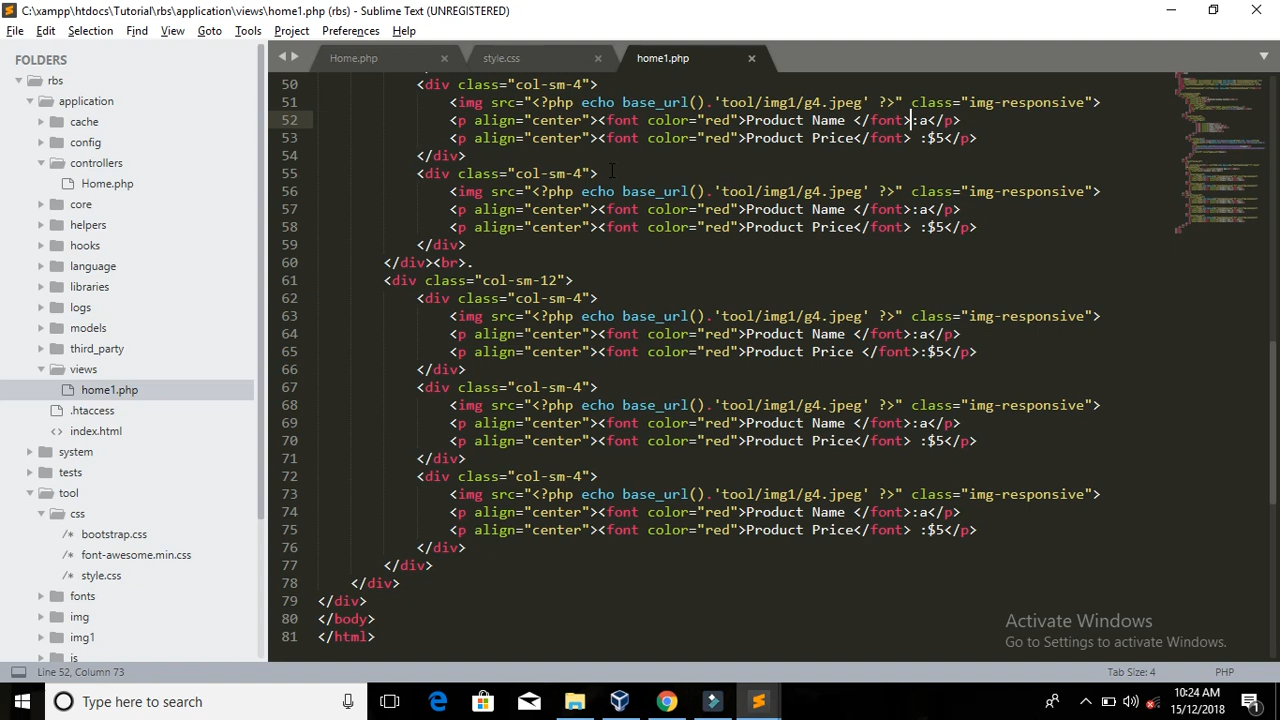 C:\xampp\htdocs\Tutorial\rbs\application\views\home1.php (rbs) - Sublime Text (UNREGISTERED)
File Edit Selection Find View Goto Tools Project Preferences Help
FOLDERS
rbs
application
cache
config
controllers
Home.php
core
helpers
hooks
language
libraries
logs
models
third_party
views
home1.php
.htaccess
index.html
system
tests
tool
css
bootstrap.css
font-awesome.min.css
style.css
fonts
img
img1
js
Home.php style.css home1.php
50 <div class="col-sm-4">
51 <img src="<?php echo base_url().'tool/img1/g4.jpeg' ?>" class="img-responsive">
52 <p align="center"><font color="red">Product Name </font>:a</p>
53 <p align="center"><font color="red">Product Price</font> :$5</p>
54 </div>
55 <div class="col-sm-4">
56 <img src="<?php echo base_url().'tool/img1/g4.jpeg' ?>" class="img-responsive">
57 <p align="center"><font color="red">Product Name </font>:a</p>
58 <p align="center"><font color="red">Product Price</font> :$5</p>
59 </div>
60 </div><br>.
61 <div class="col-sm-12">
62 <div class="col-sm-4">
63 <img src="<?php echo base_url().'tool/img1/g4.jpeg' ?>" class="img-responsive">
64 <p align="center"><font color="red">Product Name </font>:a</p>
65 <p align="center"><font color="red">Product Price </font>:$5</p>
66 </div>
67 <div class="col-sm-4">
68 <img src="<?php echo base_url().'tool/img1/g4.jpeg' ?>" class="img-responsive">
69 <p align="center"><font color="red">Product Name </font>:a</p>
70 <p align="center"><font color="red">Product Price</font> :$5</p>
71 </div>
72 <div class="col-sm-4">
73 <img src="<?php echo base_url().'tool/img1/g4.jpeg' ?>" class="img-responsive">
74 <p align="center"><font color="red">Product Name </font>:a</p>
75 <p align="center"><font color="red">Product Price</font> :$5</p>
76 </div>
77 </div>
78 </div>
79 </div>
80 </body>
81 </html>
Activate Windows
Go to Settings to activate Windows.
Line 52, Column 73 Tab Size: 4 PHP
Type here to search
10:24 AM
15/12/2018
1